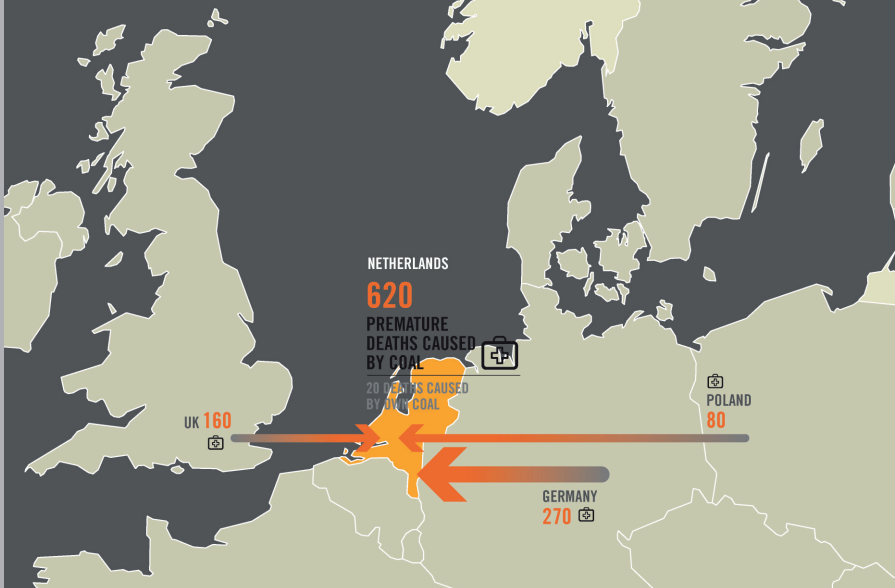 NETHERLANDS
620
PREMATURE
DEATHS CAUSED
BY COAL
20 DEATHS CAUSED
BY OWN COAL
UK 160
POLAND
80
GERMANY
270